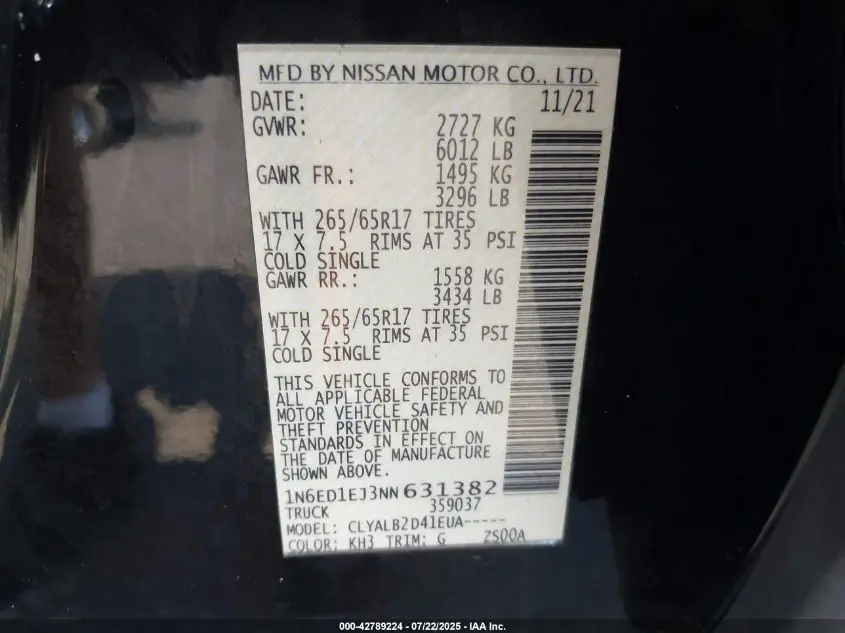 MFD BY NISSAN MOTOR CO., LTD.
DATE: 11/21
GVWR: 2727 KG
6012 LB
GAWR FR.: 1495 KG
3296 LB
WITH 265/65R17 TIRES
17 X 7.5 RIMS AT 35 PSI
COLD SINGLE
GAWR RR.: 1558 KG
3434 LB
WITH 265/65R17 TIRES
17 X 7.5 RIMS AT 35 PSI
COLD SINGLE
THIS VEHICLE CONFORMS TO
ALL APPLICABLE FEDERAL
MOTOR VEHICLE SAFETY AND
THEFT PREVENTION
STANDARDS IN EFFECT ON
THE DATE OF MANUFACTURE
SHOWN ABOVE.
1N6ED1EJ3NN631382
TRUCK 359037
MODEL: CLYALB2D41EUA-----
COLOR: KH3 TRIM: G ZS00A
000-42789224 - 07/22/2025 - IAA Inc.